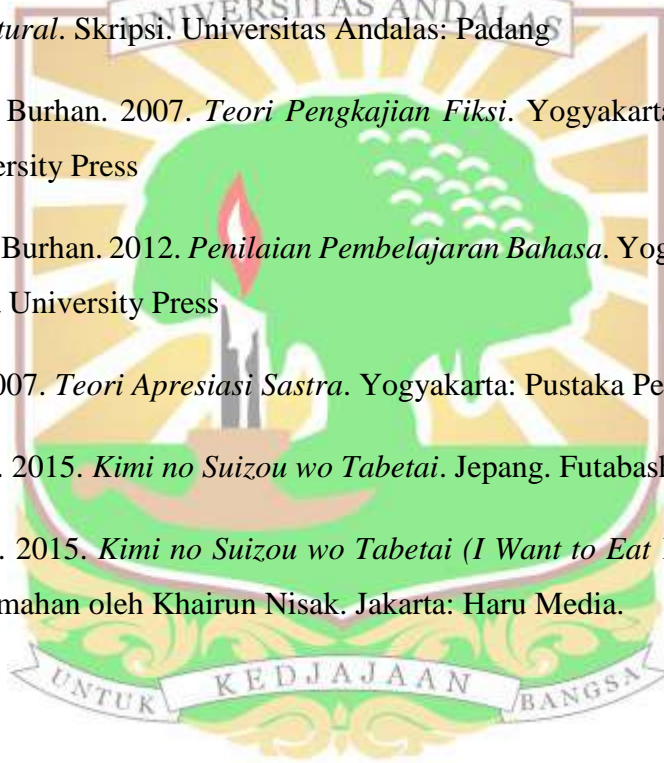 UNIVERSITAS ANDALAS
tural. Skripsi. Universitas Andalas: Padang
Burhan. 2007. Teori Pengkajian Fiksi. Yogyakarta
ersity Press
Burhan. 2012. Penilaian Pembelajaran Bahasa. Yog
University Press
007. Teori Apresiasi Sastra. Yogyakarta: Pustaka Pe
. 2015. Kimi no Suizou wo Tabetai. Jepang. Futabash
. 2015. Kimi no Suizou wo Tabetai (I Want to Eat
mahan oleh Khairun Nisak. Jakarta: Haru Media.
UNTUK KEDJAJAAN BANGSA